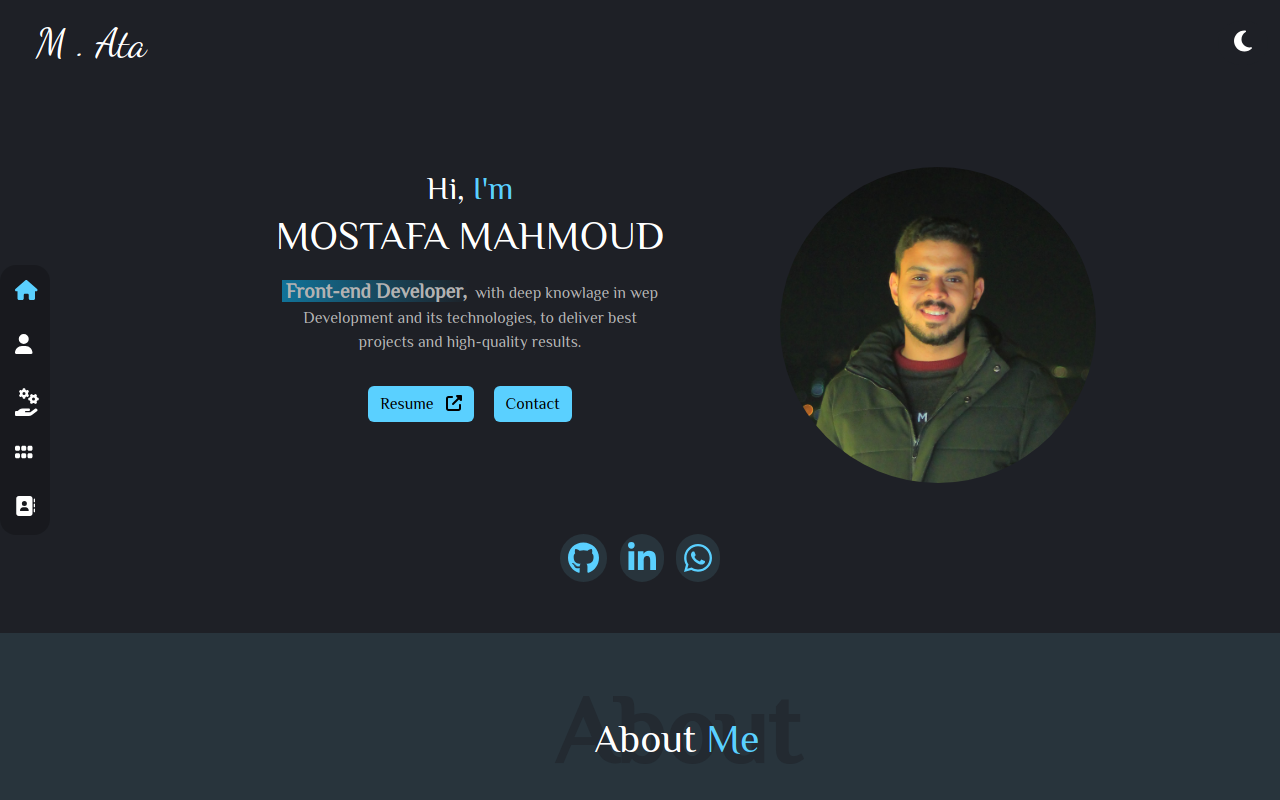 M . Ata
Hi, I'm
MOSTAFA MAHMOUD
Front-end Developer, with deep knowlage in wep
Development and its technologies, to deliver best
projects and high-quality results.
Resume
Contact
M
About
About Me